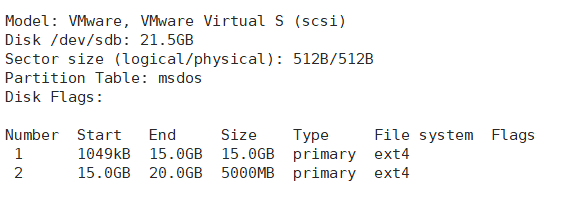 Model: VMware, VMware Virtual S (scsi)
Disk /dev/sdb: 21.5GB
Sector size (logical/physical): 512B/512B
Partition Table: msdos
Disk Flags:
Number  Start   End     Size    Type     File system  Flags
 1      1049kB  15.0GB  15.0GB  primary  ext4
 2      15.0GB  20.0GB  5000MB  primary  ext4